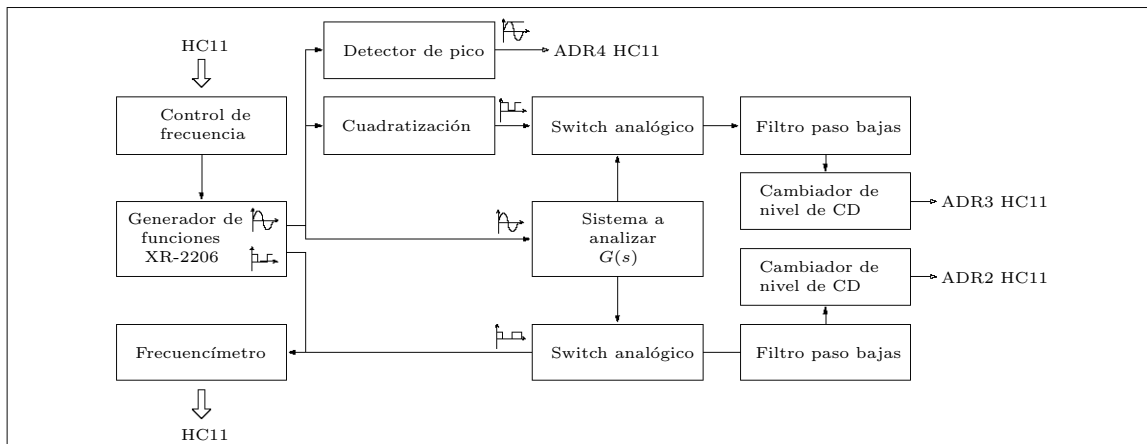 HC11
Detector de pico
ADR4 HC11
Control de
frecuencia
Cuadratización
Switch analógico
Filtro paso bajas
Cambiador de
nivel de CD
ADR3 HC11
Generador de
funciones
XR-2206
Sistema a
analizar
G(s)
Cambiador de
nivel de CD
ADR2 HC11
Frecuencímetro
Switch analógico
Filtro paso bajas
HC11